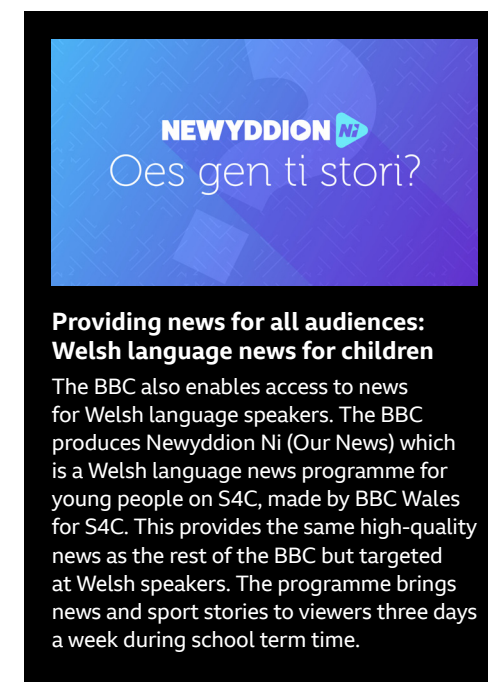 NEWYDDION Ni
Oes gen ti stori?
Providing news for all audiences:
Welsh language news for children
The BBC also enables access to news
for Welsh language speakers. The BBC
produces Newyddion Ni (Our News) which
is a Welsh language news programme for
young people on S4C, made by BBC Wales
for S4C. This provides the same high-quality
news as the rest of the BBC but targeted
at Welsh speakers. The programme brings
news and sport stories to viewers three days
a week during school term time.